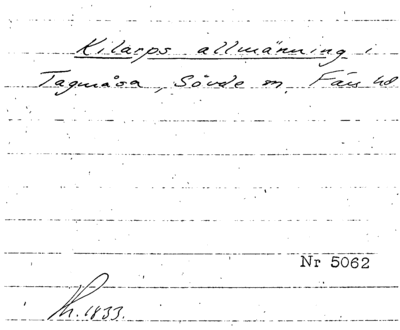 Kilarps allmänning i
Tagmåsa, Sövde sn, Färs hd
Nr 5062
h. 1833.